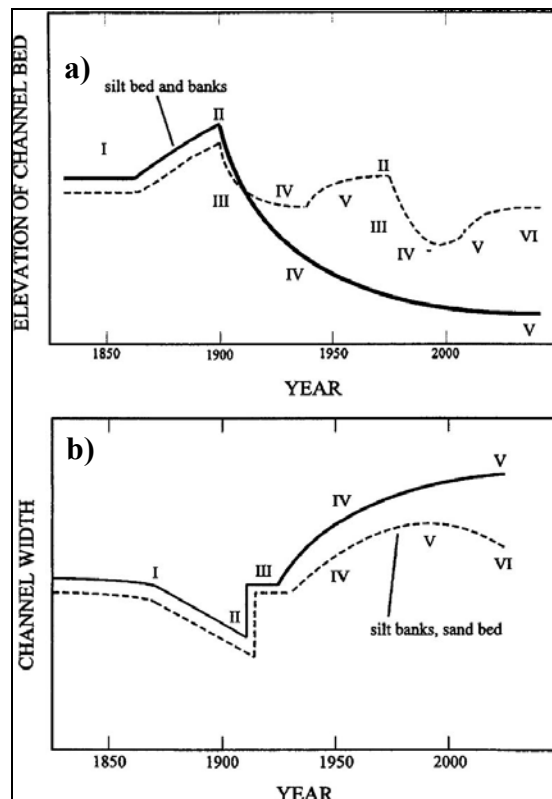 a)
ELEVATION OF CHANNEL BED
silt bed and banks
I
II
III
IV
V
II
III
IV
V
VI
IV
V
1850
1900
1950
2000
YEAR
b)
CHANNEL WIDTH
I
II
III
IV
V
IV
V
VI
silt banks, sand bed
1850
1900
1950
2000
YEAR